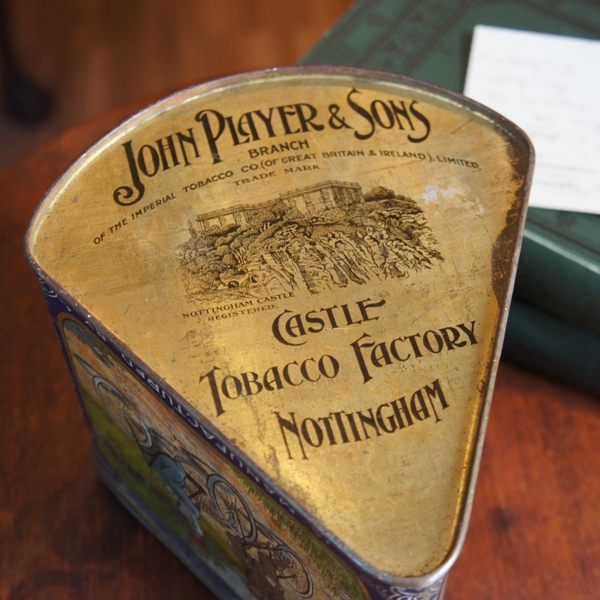 JOHN PLAYER & SONS
BRANCH
OF THE IMPERIAL TOBACCO CO.(OF GREAT BRITAIN & IRELAND), LIMITED.
TRADE MARK
NOTTINGHAM CASTLE
REGISTERED.
CASTLE
TOBACCO FACTORY
NOTTINGHAM